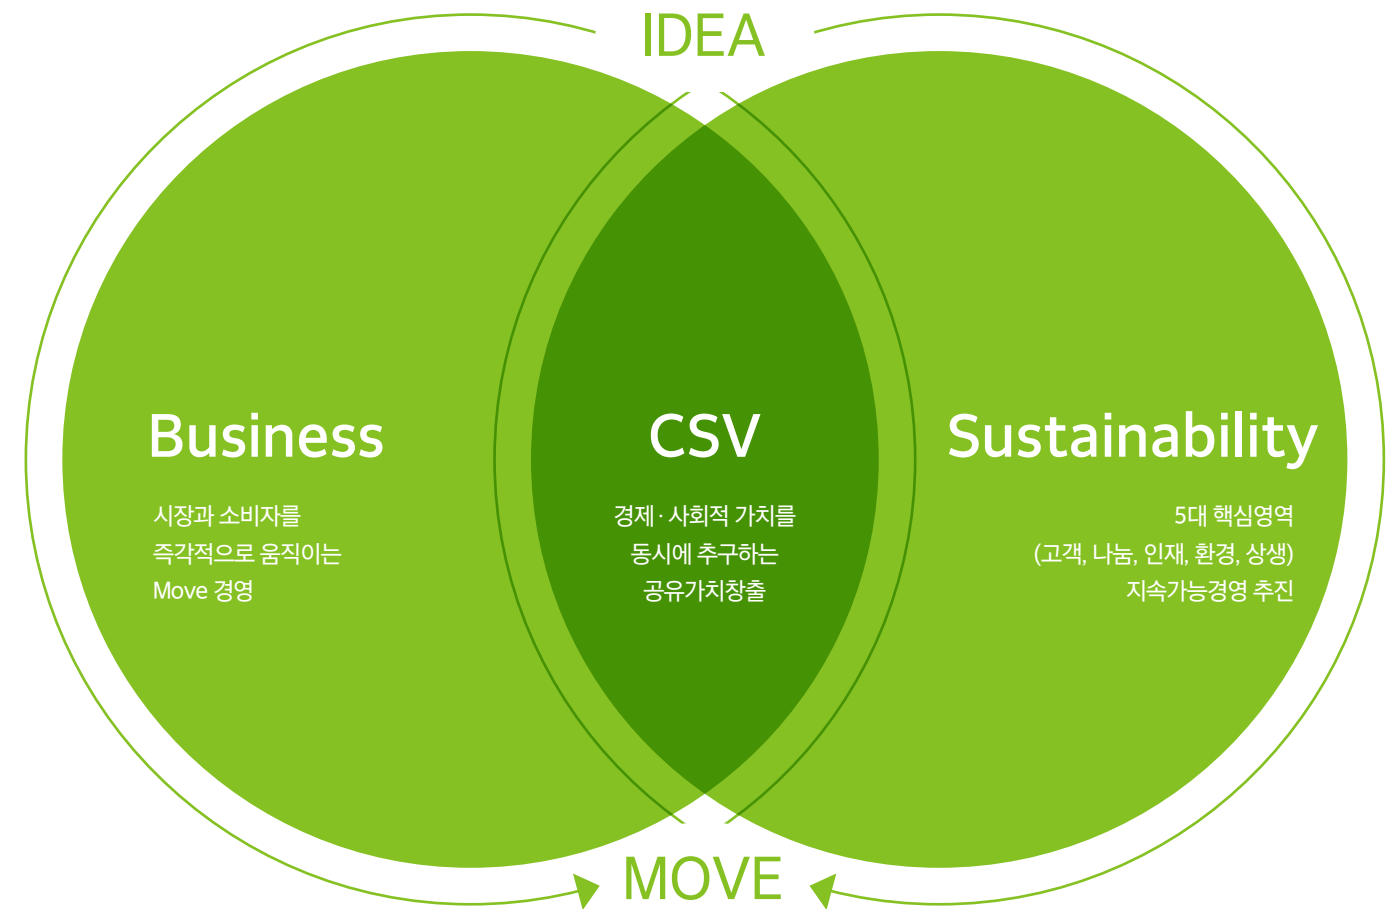 IDEA
Business
시장과 소비자를
즉각적으로 움직이는
Move 경영
CSV
경제·사회적 가치를
동시에 추구하는
공유가치창출
Sustainability
5대 핵심영역
(고객, 나눔, 인재, 환경, 상생)
지속가능경영 추진
MOVE